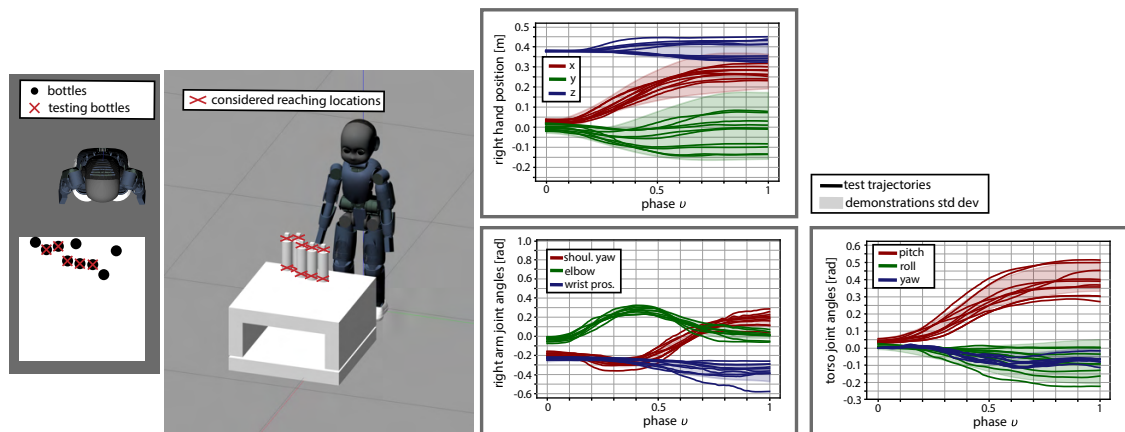 bottles
testing bottles
considered reaching locations
right hand position [m]
0.5
0.4
0.3
0.2
0.1
0.0
-0.1
-0.2
x
y
z
0
0.5
1
phase υ
test trajectories
demonstrations std dev
right arm joint angles [rad]
1.0
0.8
0.6
0.4
0.2
0.0
-0.2
-0.4
-0.6
shoul. yaw
elbow
wrist pros.
0
0.5
1
phase υ
torso joint angles [rad]
0.6
0.5
0.4
0.3
0.2
0.1
0.0
-0.1
-0.2
-0.3
pitch
roll
yaw
0
0.5
1
phase υ